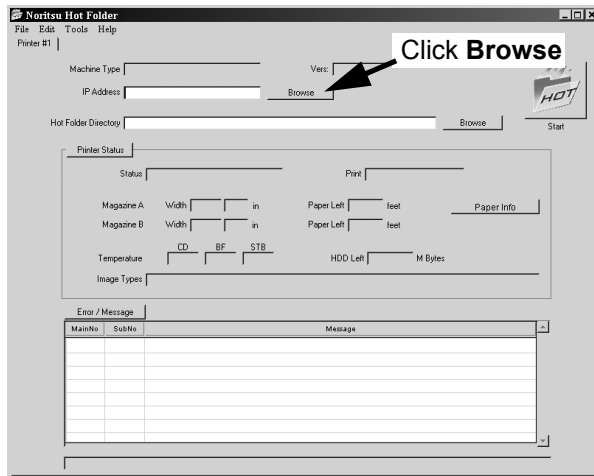 Noritsu Hot Folder
File Edit Tools Help
Printer #1
Click Browse
Machine Type Vers:
IP Address Browse
HOT
Hot Folder Directory Browse Start
Printer Status
Status Print
Magazine A Width in Paper Left feet Paper Info
Magazine B Width in Paper Left feet
CD BF STB
Temperature HDD Left M Bytes
Image Types
Error / Message
MainNo SubNo Message